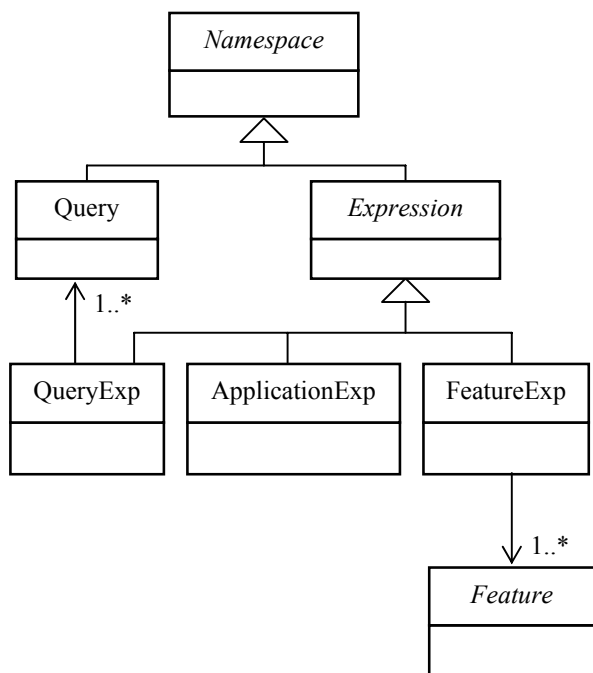 Namespace
Query
Expression
1..*
QueryExp
ApplicationExp
FeatureExp
1..*
Feature